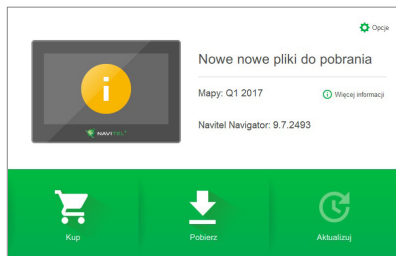 Opcje
Nowe nowe pliki do pobrania
Mapy: Q1 2017
Więcej informacji
Navitel Navigator: 9.7.2493
NAVITEL
Kup
Pobierz
Aktualizuj